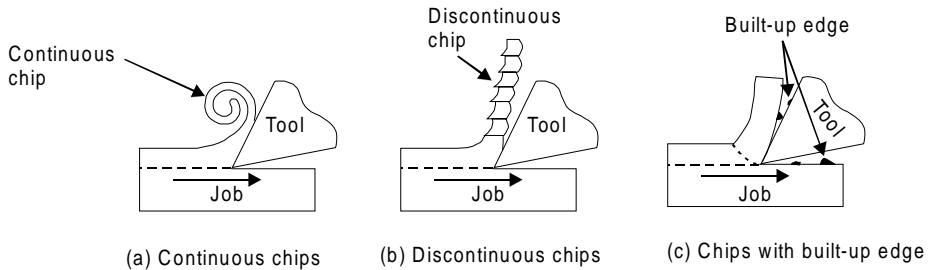 Continuous
chip
Tool
Job
(a) Continuous chips
Discontinuous
chip
Tool
Job
(b) Discontinuous chips
Built-up edge
Tool
Job
(c) Chips with built-up edge